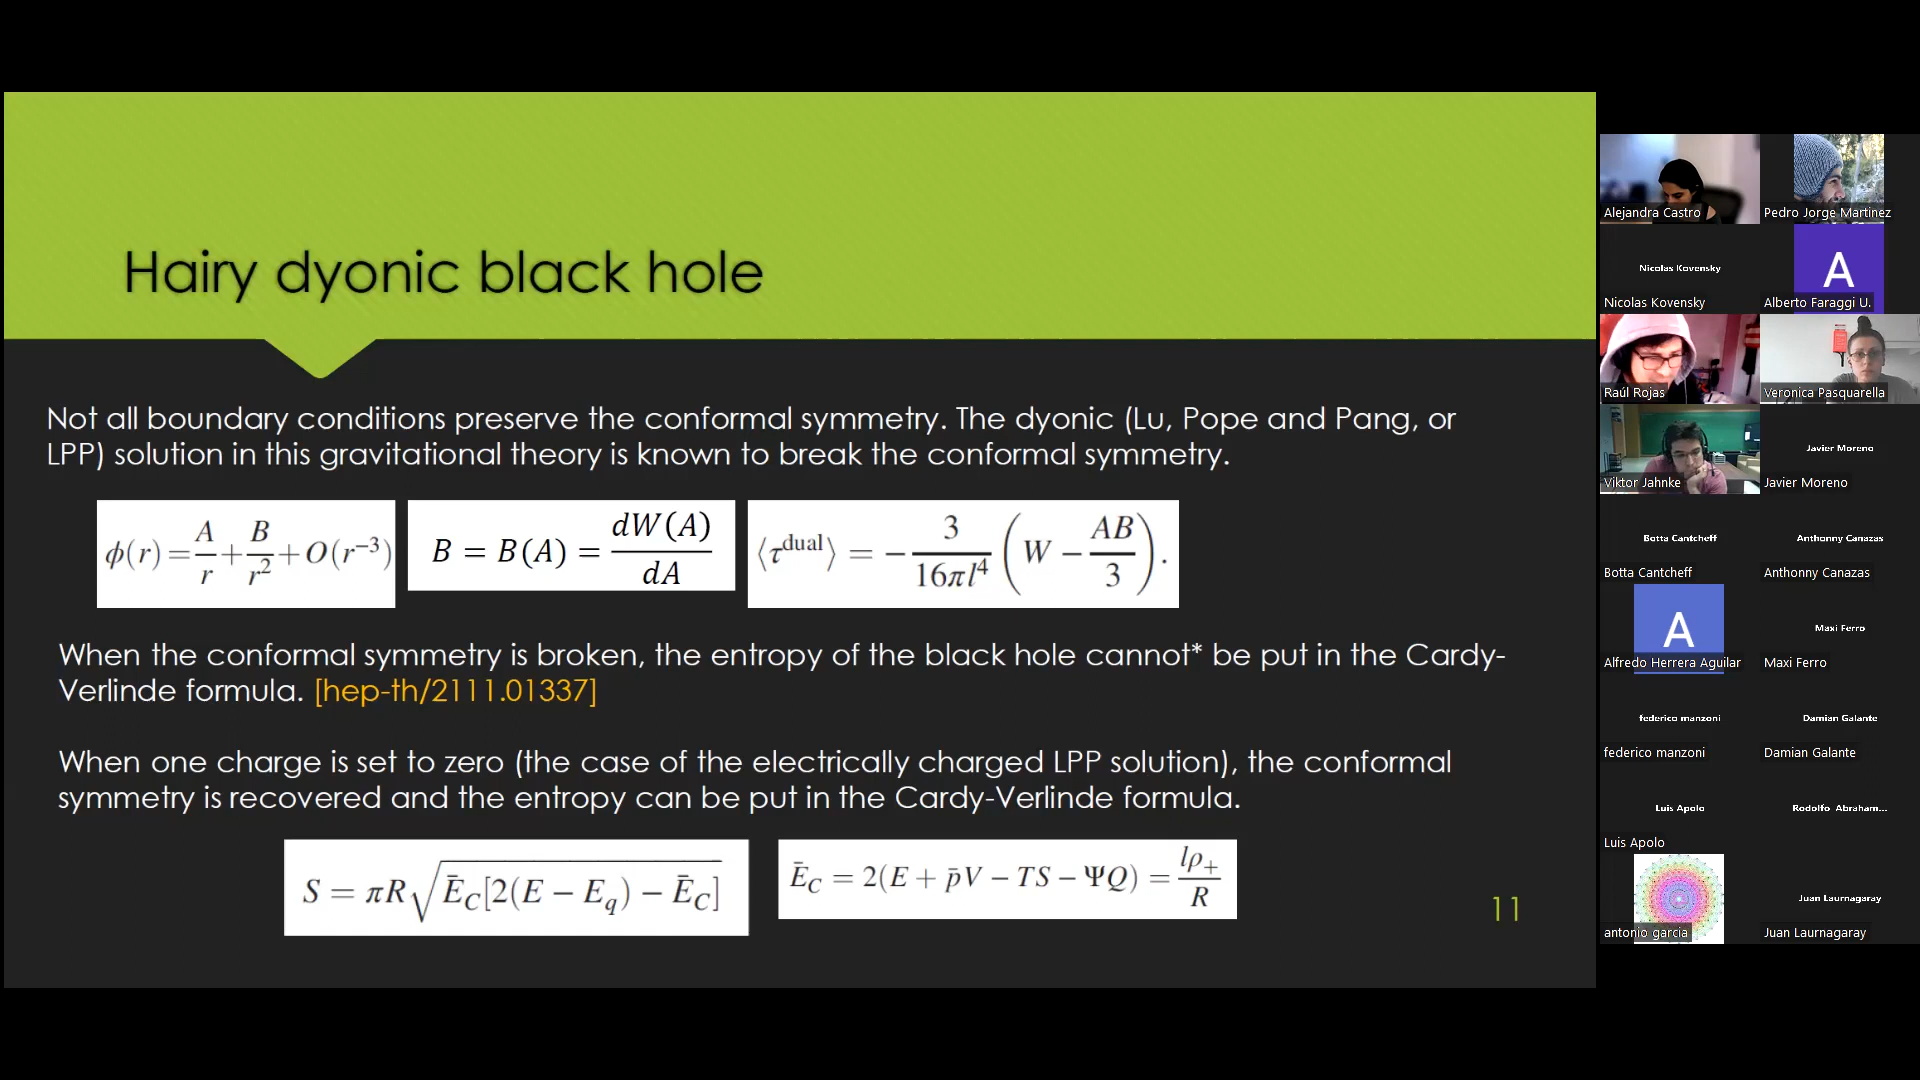 Hairy dyonic black hole
Not all boundary conditions preserve the conformal symmetry. The dyonic (Lu, Pope and Pang, or
LPP) solution in this gravitational theory is known to break the conformal symmetry.
ϕ(r) = A/r + B/r² + O(r⁻³)
B = B(A) = dW(A)/dA
⟨τ^dual⟩ = − 3/(16πl⁴) (W − AB/3).
When the conformal symmetry is broken, the entropy of the black hole cannot* be put in the Cardy-
Verlinde formula. [hep-th/2111.01337]
When one charge is set to zero (the case of the electrically charged LPP solution), the conformal
symmetry is recovered and the entropy can be put in the Cardy-Verlinde formula.
S = πR√(Ē_C[2(E − E_q) − Ē_C])
Ē_C = 2(E + p̄V − TS − ΨQ) = lρ₊/R
11
Alejandra Castro
Pedro Jorge Martinez
Nicolas Kovensky
Nicolas Kovensky
A
Alberto Faraggi U.
Raúl Rojas
Veronica Pasquarella
Viktor Jahnke
Javier Moreno
Javier Moreno
Botta Cantcheff
Botta Cantcheff
Anthonny Canazas
Anthonny Canazas
A
Alfredo Herrera Aguilar
Maxi Ferro
Maxi Ferro
federico manzoni
federico manzoni
Damian Galante
Damian Galante
Luis Apolo
Luis Apolo
Rodolfo Abraham...
antonio garcia
Juan Laurnagaray
Juan Laurnagaray